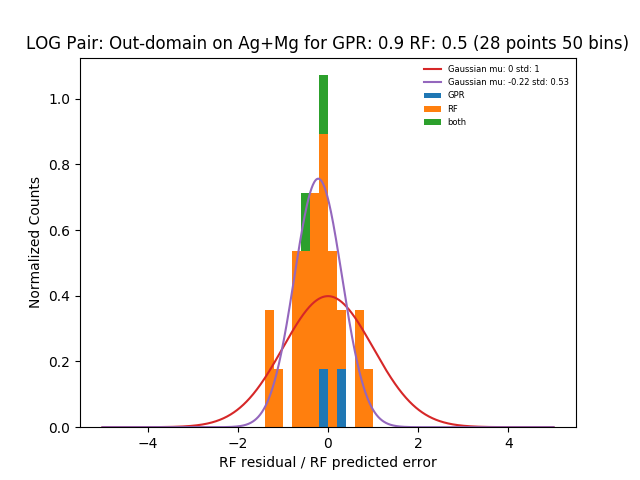 LOG Pair: Out-domain on Ag+Mg for GPR: 0.9 RF: 0.5 (28 points 50 bins)
Gaussian mu: 0 std: 1
Gaussian mu: -0.22 std: 0.53
GPR
RF
both
Normalized Counts
1.0
0.8
0.6
0.4
0.2
0.0
−4
−2
0
2
4
RF residual / RF predicted error